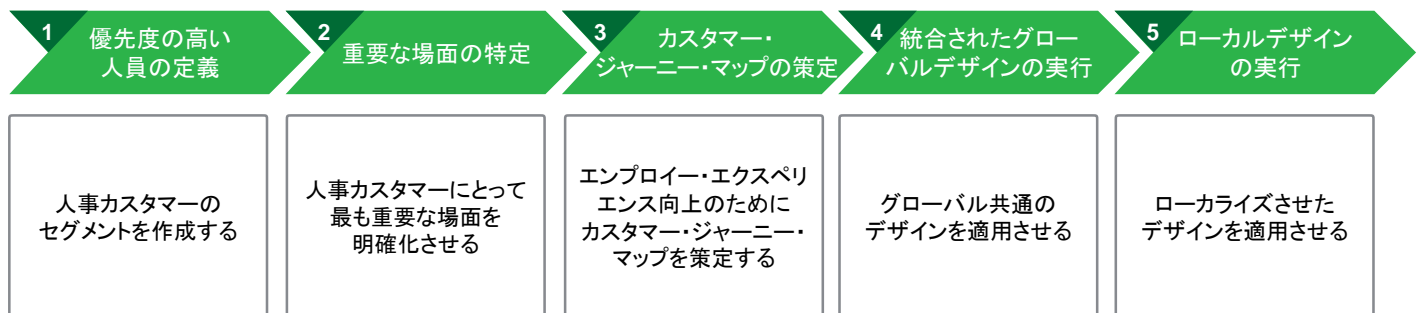 1
優先度の高い
人員の定義
2
重要な場面の特定
3
カスタマー・
ジャーニー・マップの策定
4
統合されたグロー
バルデザインの実行
5
ローカルデザイン
の実行
人事カスタマーの
セグメントを作成する
人事カスタマーにとって
最も重要な場面を
明確化させる
エンプロイー・エクスペリ
エンス向上のために
カスタマー・ジャーニー・
マップを策定する
グローバル共通の
デザインを適用させる
ローカライズさせた
デザインを適用させる